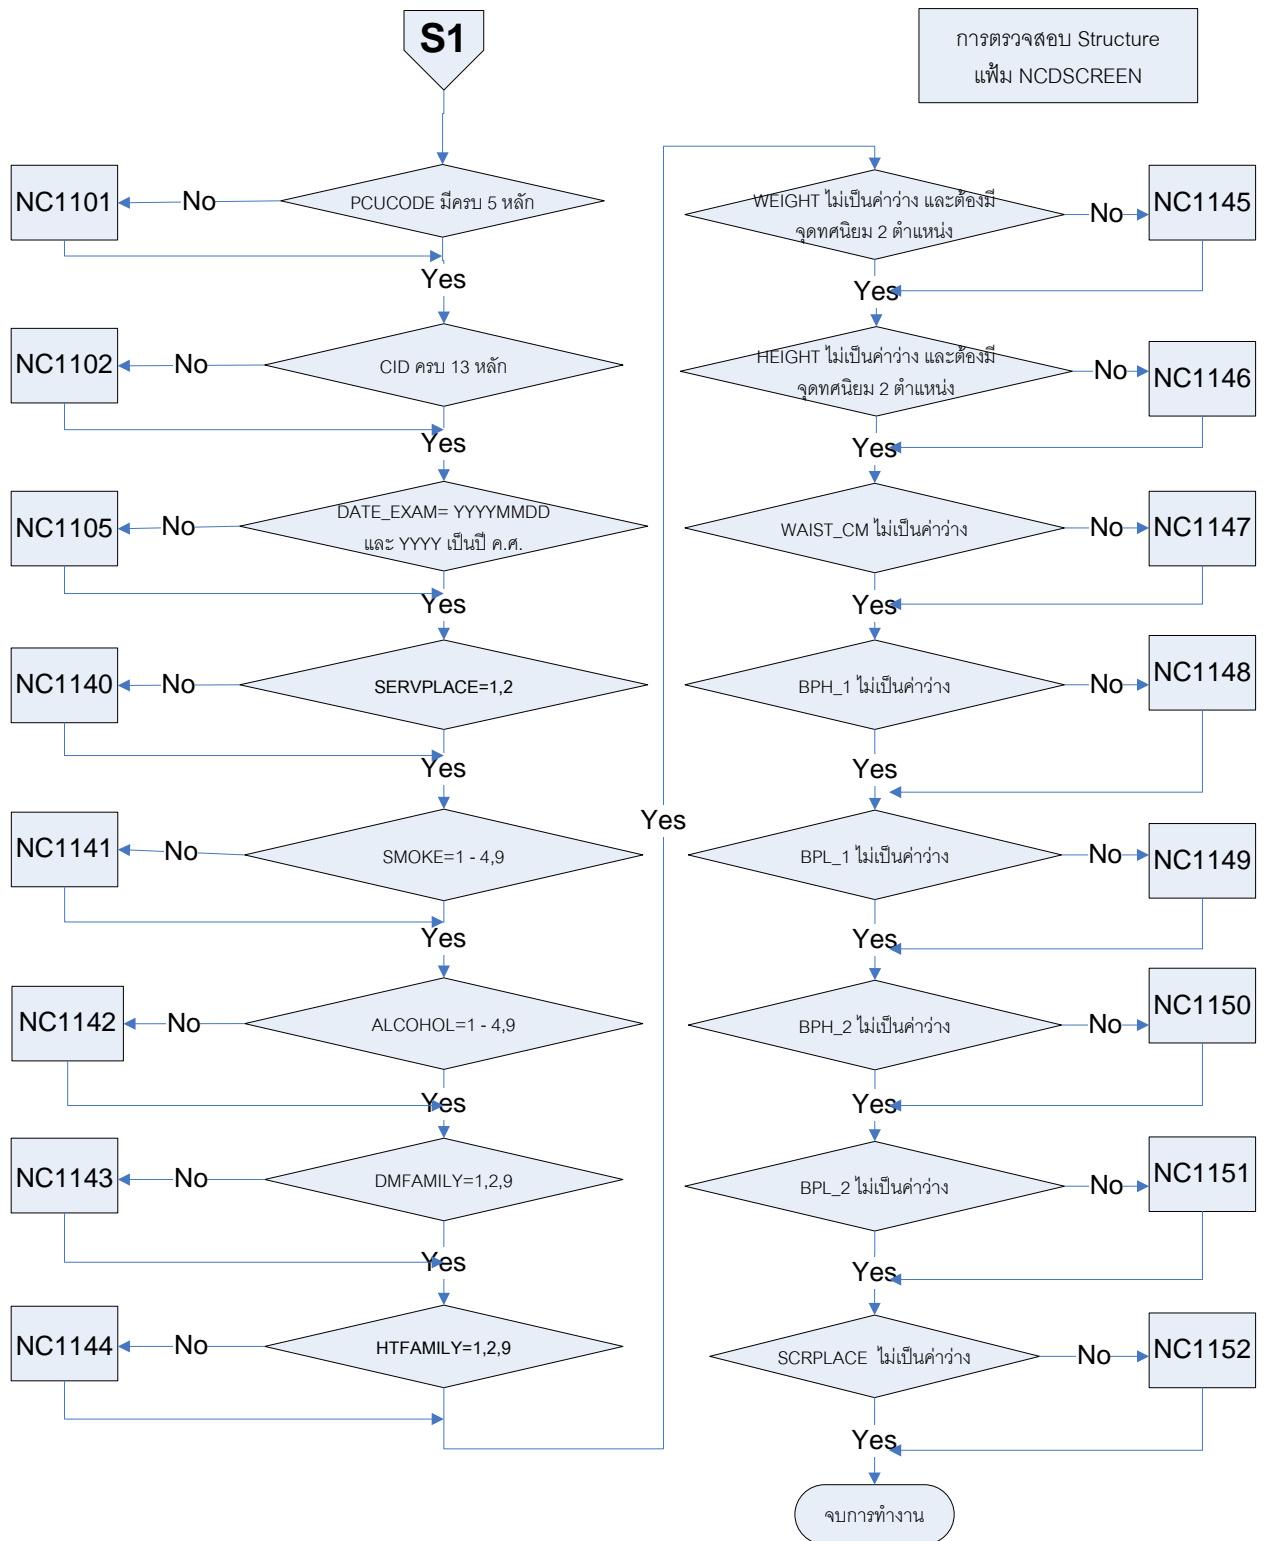 S1
การตรวจสอบ Structure
แฟ้ม NCDSCREEN
PCUCODE มีครบ 5 หลัก
No
NC1101
Yes
CID ครบ 13 หลัก
No
NC1102
Yes
DATE_EXAM= YYYYMMDD
และ YYYY เป็นปี ค.ศ.
No
NC1105
Yes
SERVPLACE=1,2
No
NC1140
Yes
SMOKE=1 - 4,9
No
NC1141
Yes
ALCOHOL=1 - 4,9
No
NC1142
Yes
DMFAMILY=1,2,9
No
NC1143
Yes
HTFAMILY=1,2,9
No
NC1144
Yes
WEIGHT ไม่เป็นค่าว่าง และต้องมี
จุดทศนิยม 2 ตำแหน่ง
No
NC1145
Yes
HEIGHT ไม่เป็นค่าว่าง และต้องมี
จุดทศนิยม 2 ตำแหน่ง
No
NC1146
Yes
WAIST_CM ไม่เป็นค่าว่าง
No
NC1147
Yes
BPH_1 ไม่เป็นค่าว่าง
No
NC1148
Yes
BPL_1 ไม่เป็นค่าว่าง
No
NC1149
Yes
BPH_2 ไม่เป็นค่าว่าง
No
NC1150
Yes
BPL_2 ไม่เป็นค่าว่าง
No
NC1151
Yes
SCRPLACE ไม่เป็นค่าว่าง
No
NC1152
Yes
จบการทำงาน